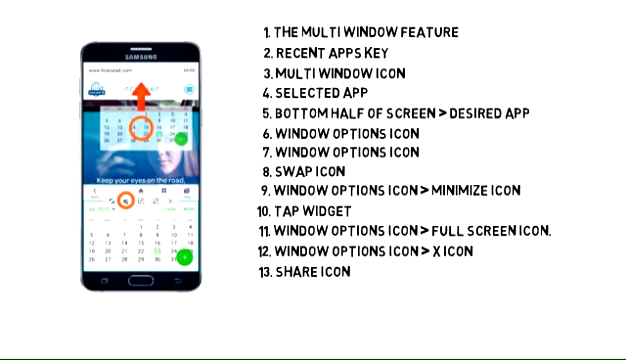 SAMSUNG
Keep your eyes on the road,
1. THE MULTI WINDOW FEATURE
2. RECENT APPS KEY
3. MULTI WINDOW ICON
4. SELECTED APP
5. BOTTOM HALF OF SCREEN > DESIRED APP
6. WINDOW OPTIONS ICON
7. WINDOW OPTIONS ICON
8. SWAP ICON
9. WINDOW OPTIONS ICON > MINIMIZE ICON
10. TAP WIDGET
11. WINDOW OPTIONS ICON > FULL SCREEN ICON.
12. WINDOW OPTIONS ICON > X ICON
13. SHARE ICON